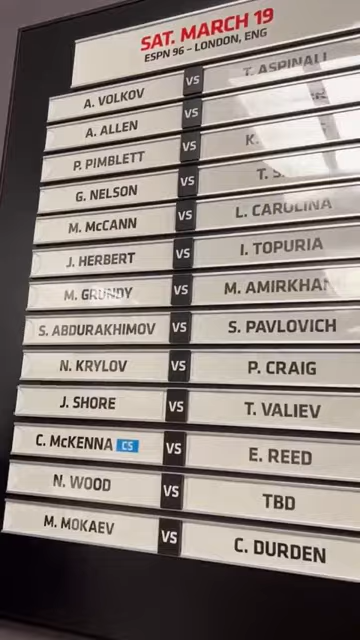 SAT. MARCH 19
ESPN 96 – LONDON, ENG
A. VOLKOV VS T. ASPINALL
A. ALLEN VS
P. PIMBLETT VS K.
G. NELSON VS T.
M. McCANN VS L. CAROLINA
J. HERBERT VS I. TOPURIA
M. GRUNDY VS M. AMIRKHAN
S. ABDURAKHIMOV VS S. PAVLOVICH
N. KRYLOV VS P. CRAIG
J. SHORE VS T. VALIEV
C. McKENNA CS VS E. REED
N. WOOD VS TBD
M. MOKAEV VS C. DURDEN